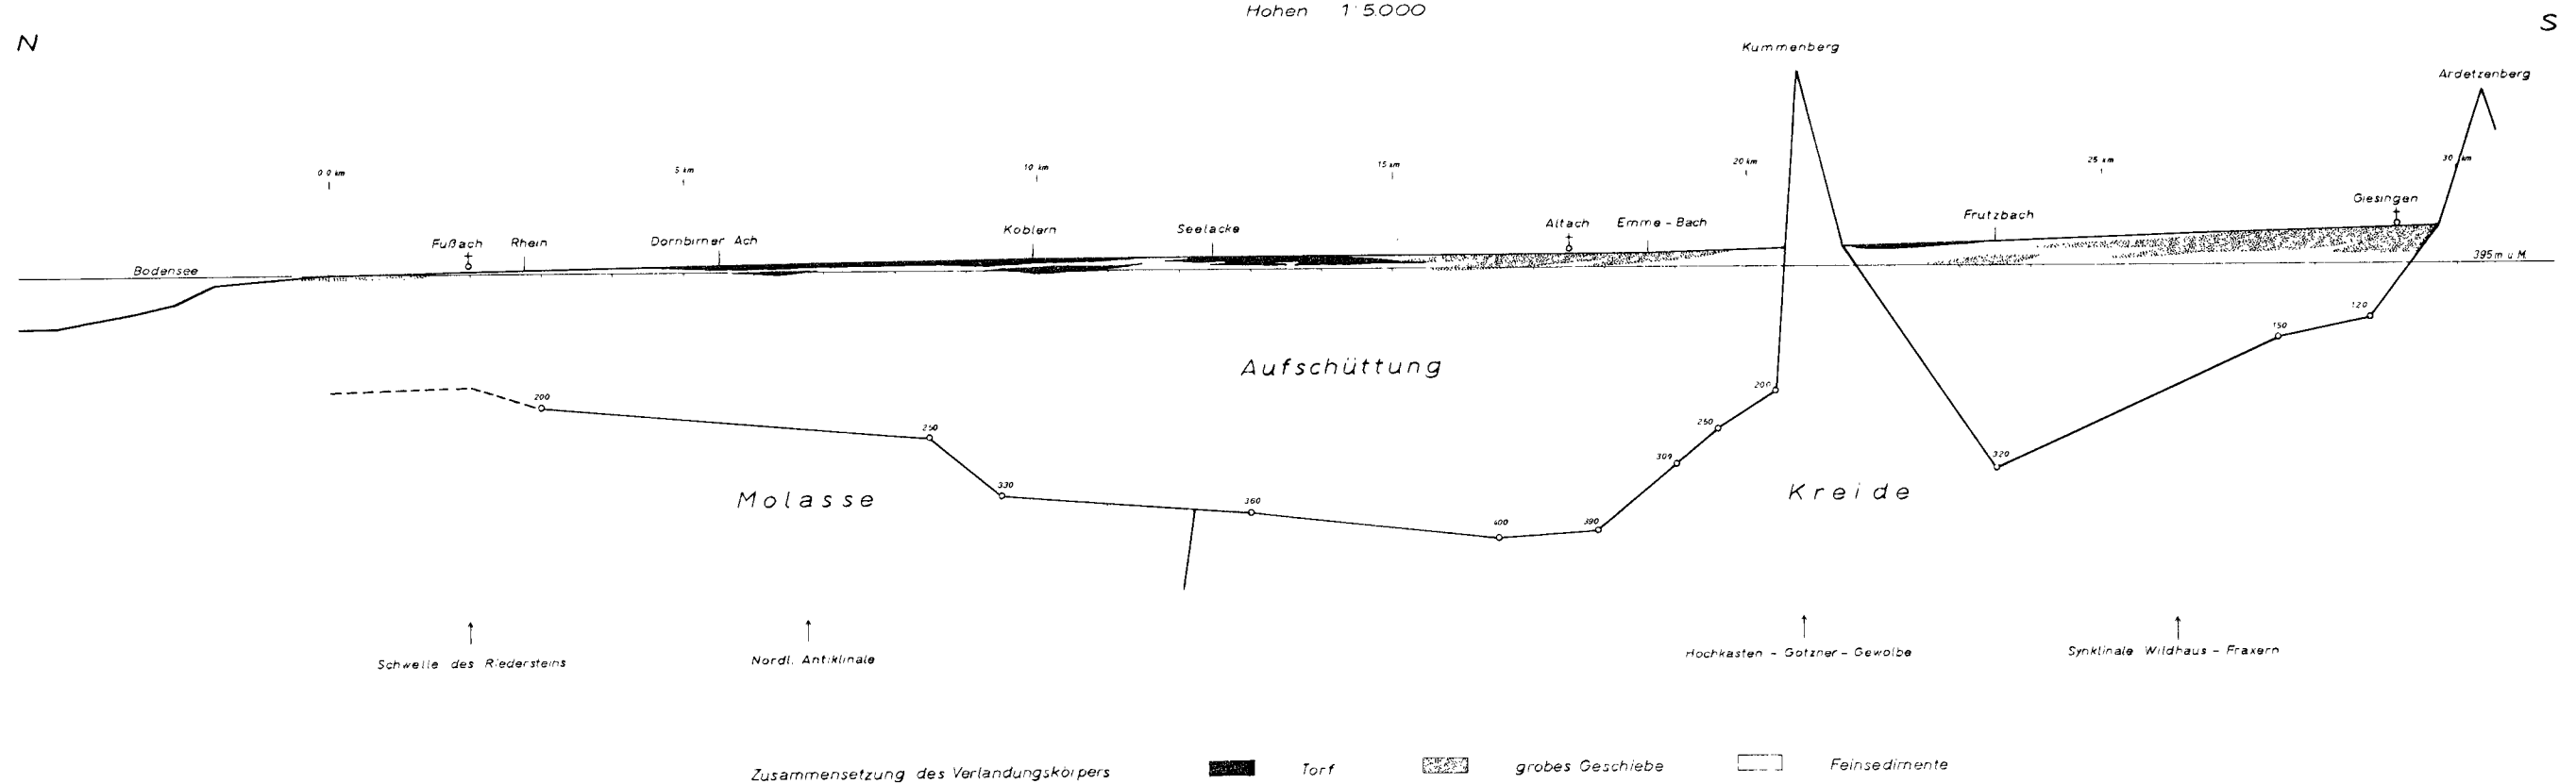 Hohen 1:5000
N
S
Kummenberg
Ardetzenberg
0 0 km
5 km
10 km
15 km
20 km
25 km
30 km
Fußach
Rhein
Dornbirner Ach
Koblern
Seelacke
Altach
Emme - Bach
Frutzbach
Giesingen
Bodensee
395 m ü M.
Aufschüttung
200
250
330
360
400
390
309
260
200
320
150
120
Molasse
Kreide
Schwelle des Riedersteins
Nordl. Antiklinale
Hochkasten - Gotzner - Gewolbe
Synklinale Wildhaus - Fraxern
Zusammensetzung des Verlandungskörpers
Torf
grobes Geschiebe
Feinsedimente